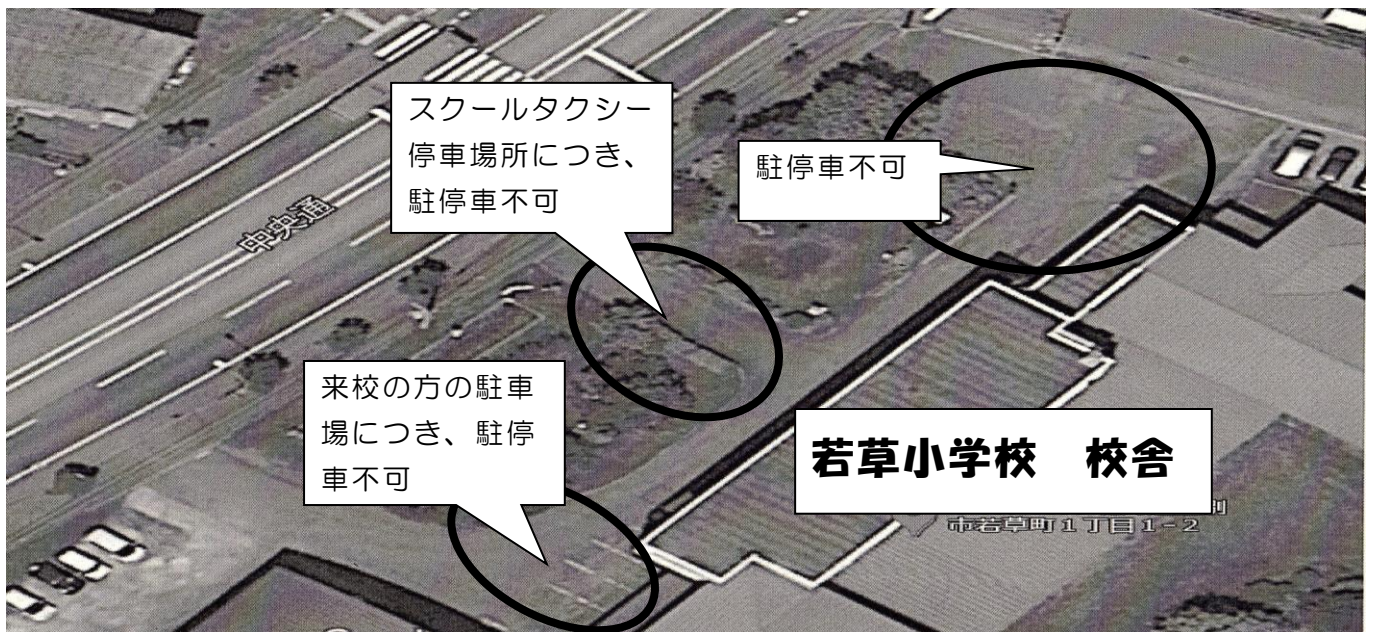 スクールタクシー
停車場所につき、
駐停車不可
駐停車不可
中央通
来校の方の駐車
場につき、駐停
車不可
若草小学校　校舎
市若草町1丁目1-2